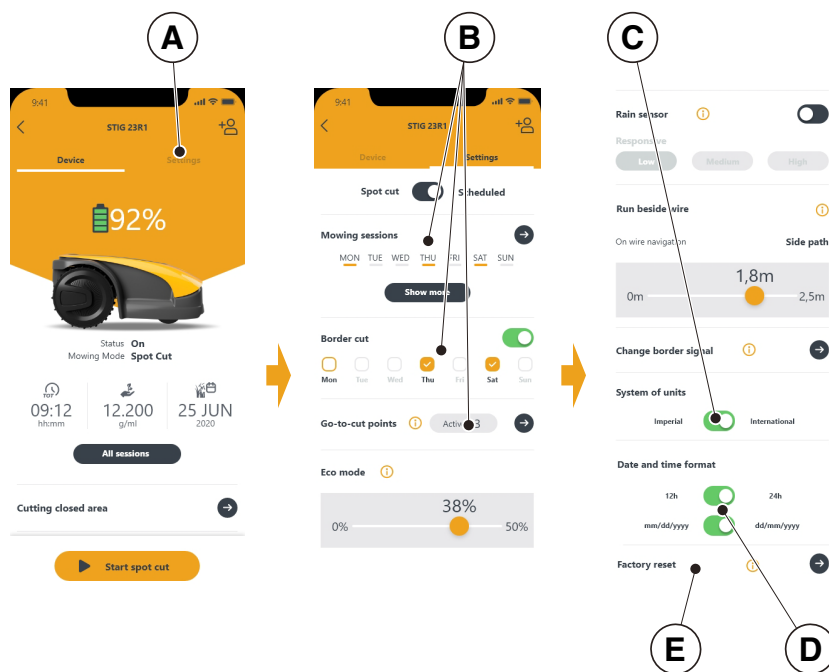 A
B
C
9:41
STIG 23R1
Device
Settings
92%
Status On
Mowing Mode Spot Cut
TOT
09:12
hh:mm
12.200
g/ml
25 JUN
2020
All sessions
Cutting closed area
Start spot cut
9:41
STIG 23R1
Device
Settings
Spot cut
Scheduled
Mowing sessions
MON TUE WED THU FRI SAT SUN
Show more
Border cut
Mon Tue Wed Thu Fri Sat Sun
Go-to-cut points
Active 3
Eco mode
38%
0%
50%
Rain sensor
Responsive
Low
Medium
High
Run beside wire
On wire navigation
Side path
1,8m
0m
2,5m
Change border signal
System of units
Imperial
International
Date and time format
12h
24h
mm/dd/yyyy
dd/mm/yyyy
Factory reset
E
D